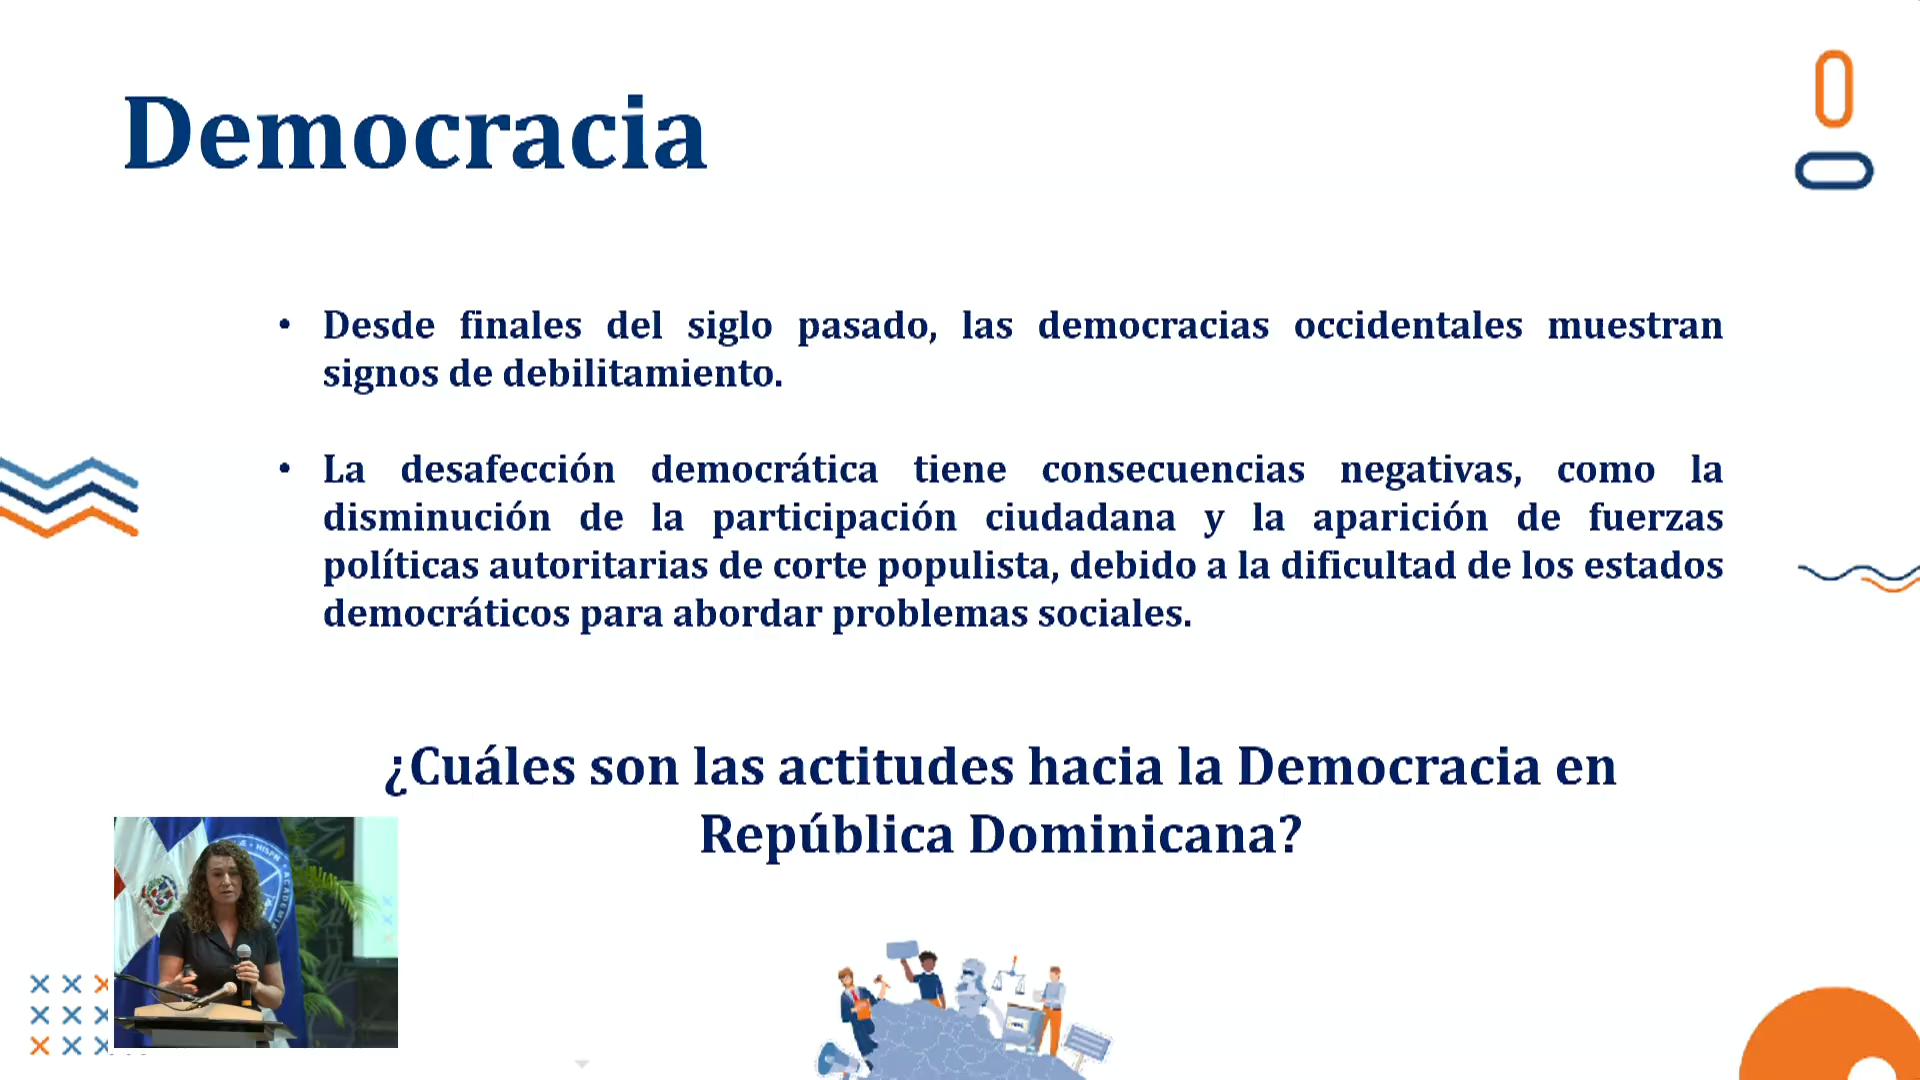 Democracia
• Desde finales del siglo pasado, las democracias occidentales muestran
signos de debilitamiento.
• La desafección democrática tiene consecuencias negativas, como la
disminución de la participación ciudadana y la aparición de fuerzas
políticas autoritarias de corte populista, debido a la dificultad de los estados
democráticos para abordar problemas sociales.
¿Cuáles son las actitudes hacia la Democracia en
República Dominicana?